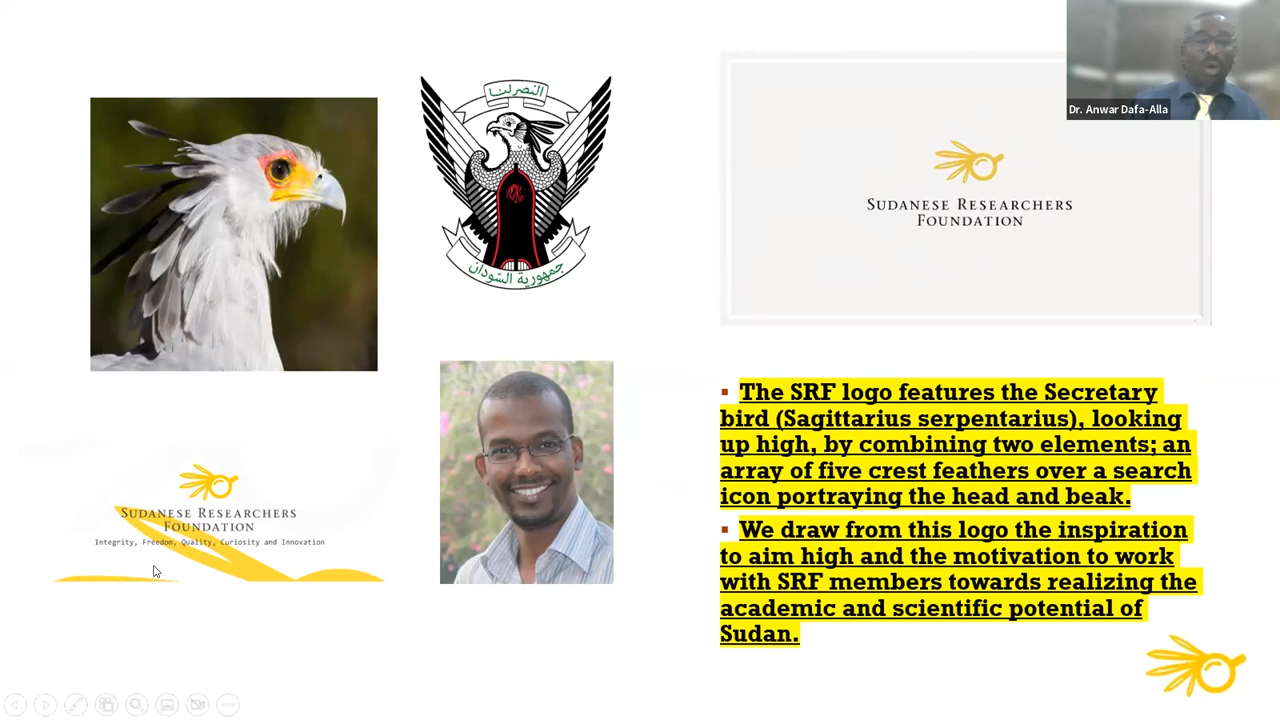 النصر لنا
جمهورية السودان
SUDANESE RESEARCHERS
FOUNDATION
Integrity, Freedom, Quality, Curiosity and Innovation
Dr. Anwar Dafa-Alla
SUDANESE RESEARCHERS
FOUNDATION
The SRF logo features the Secretary
bird (Sagittarius serpentarius), looking
up high, by combining two elements; an
array of five crest feathers over a search
icon portraying the head and beak.
We draw from this logo the inspiration
to aim high and the motivation to work
with SRF members towards realizing the
academic and scientific potential of
Sudan.